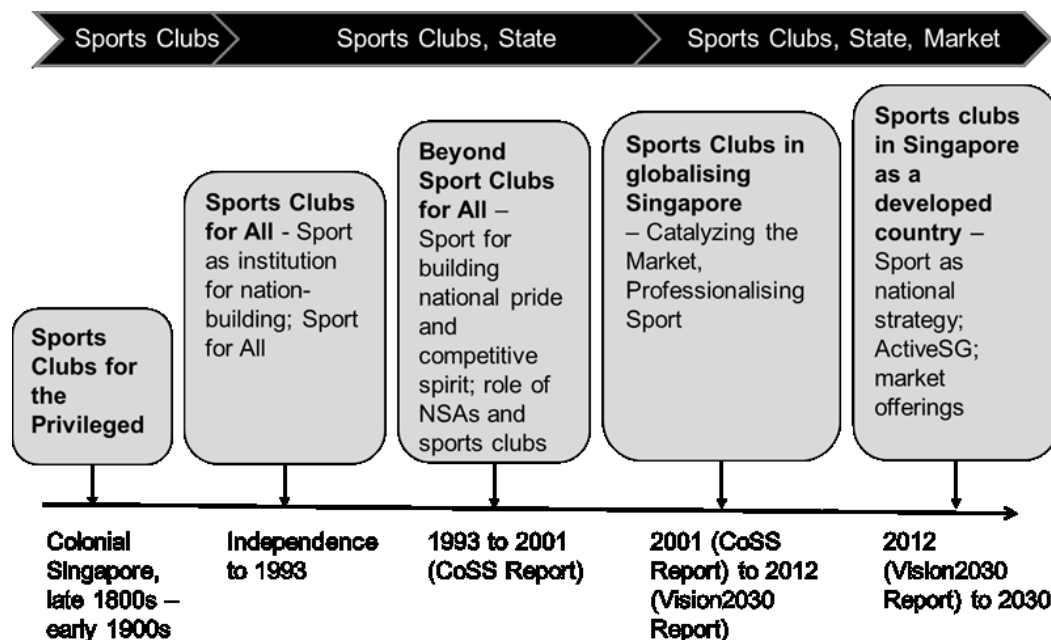 Sports Clubs
Sports Clubs, State
Sports Clubs, State, Market
Sports
Clubs for
the
Privileged
Sports Clubs
for All - Sport
as institution
for nation-
building; Sport
for All
Beyond
Sport Clubs
for All –
Sport for
building
national pride
and
competitive
spirit; role of
NSAs and
sports clubs
Sports Clubs in
globalising
Singapore
– Catalyzing the
Market,
Professionalising
Sport
Sports clubs
in Singapore
as a
developed
country –
Sport as
national
strategy;
ActiveSG;
market
offerings
Colonial
Singapore,
late 1800s –
early 1900s
Independence
to 1993
1993 to 2001
(CoSS Report)
2001 (CoSS
Report) to 2012
(Vision2030
Report)
2012
(Vision2030
Report) to 2030